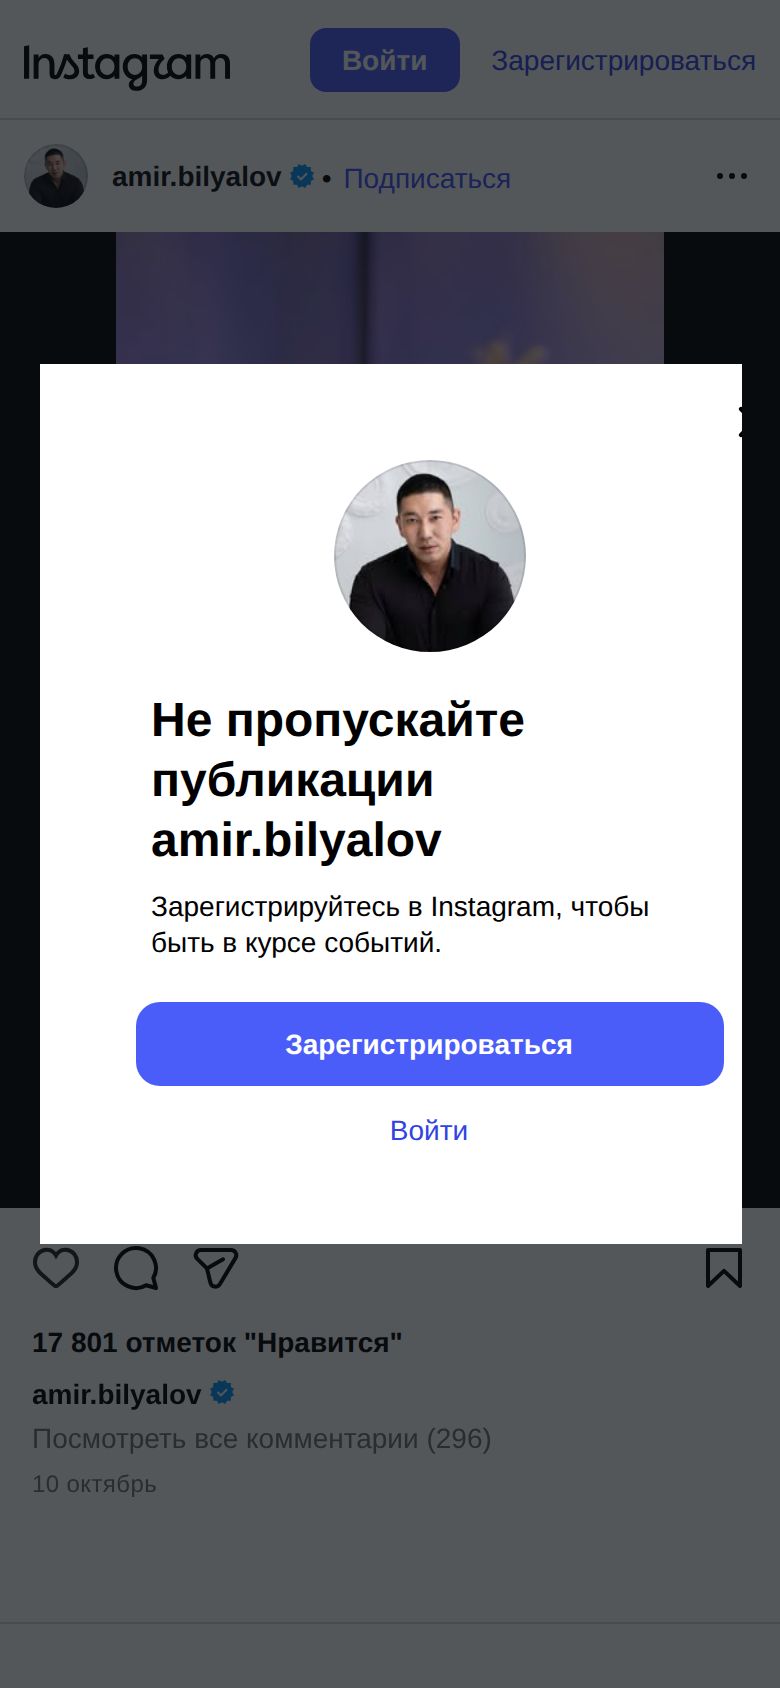 Instagram
Войти
Зарегистрироваться
amir.bilyalov • Подписаться
Не пропускайте
публикации
amir.bilyalov
Зарегистрируйтесь в Instagram, чтобы
быть в курсе событий.
Зарегистрироваться
Войти
17 801 отметок "Нравится"
amir.bilyalov
Посмотреть все комментарии (296)
10 октябрь